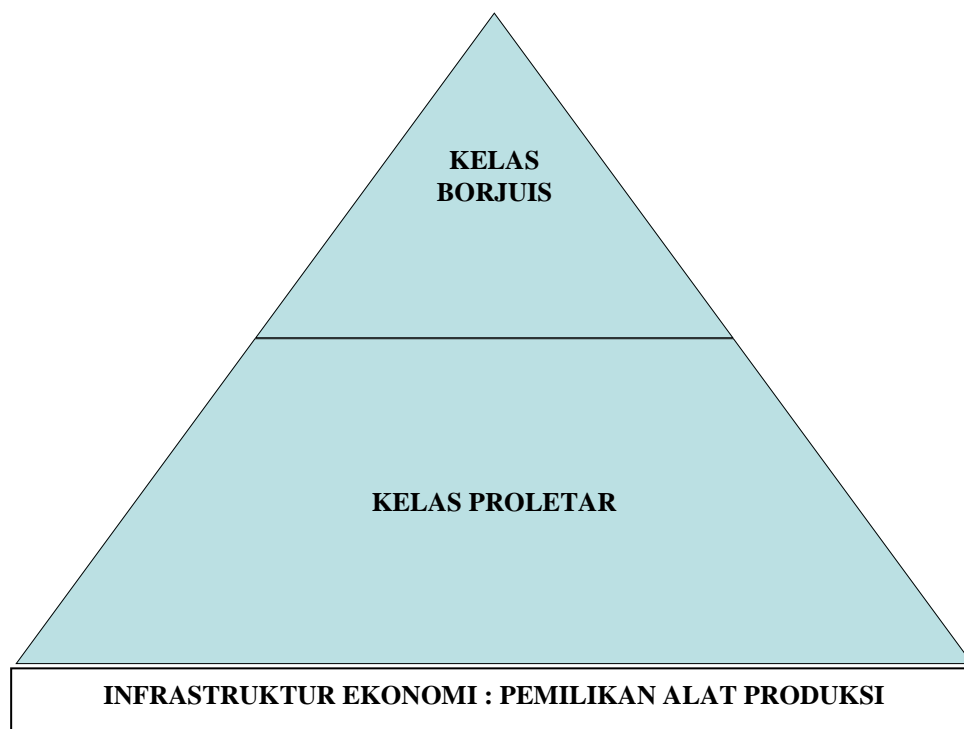 KELAS
BORJUIS
KELAS PROLETAR
INFRASTRUKTUR EKONOMI : PEMILIKAN ALAT PRODUKSI